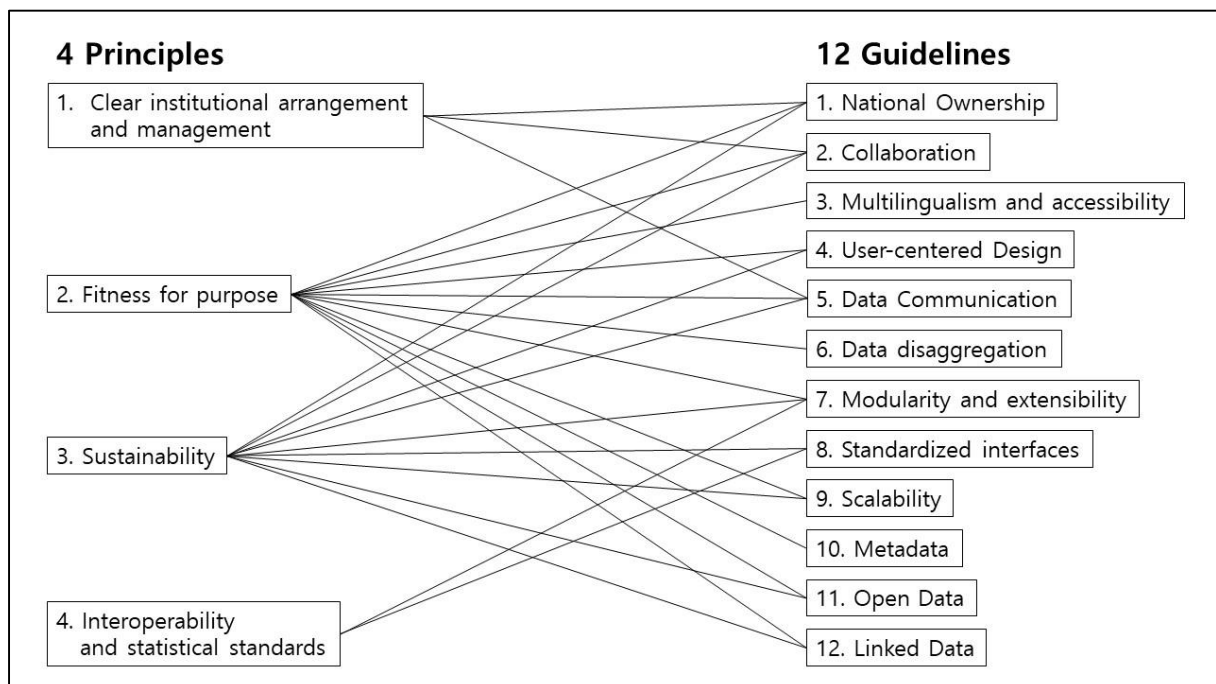 4 Principles
1. Clear institutional arrangement
and management
2. Fitness for purpose
3. Sustainability
4. Interoperability
and statistical standards
12 Guidelines
1. National Ownership
2. Collaboration
3. Multilingualism and accessibility
4. User-centered Design
5. Data Communication
6. Data disaggregation
7. Modularity and extensibility
8. Standardized interfaces
9. Scalability
10. Metadata
11. Open Data
12. Linked Data